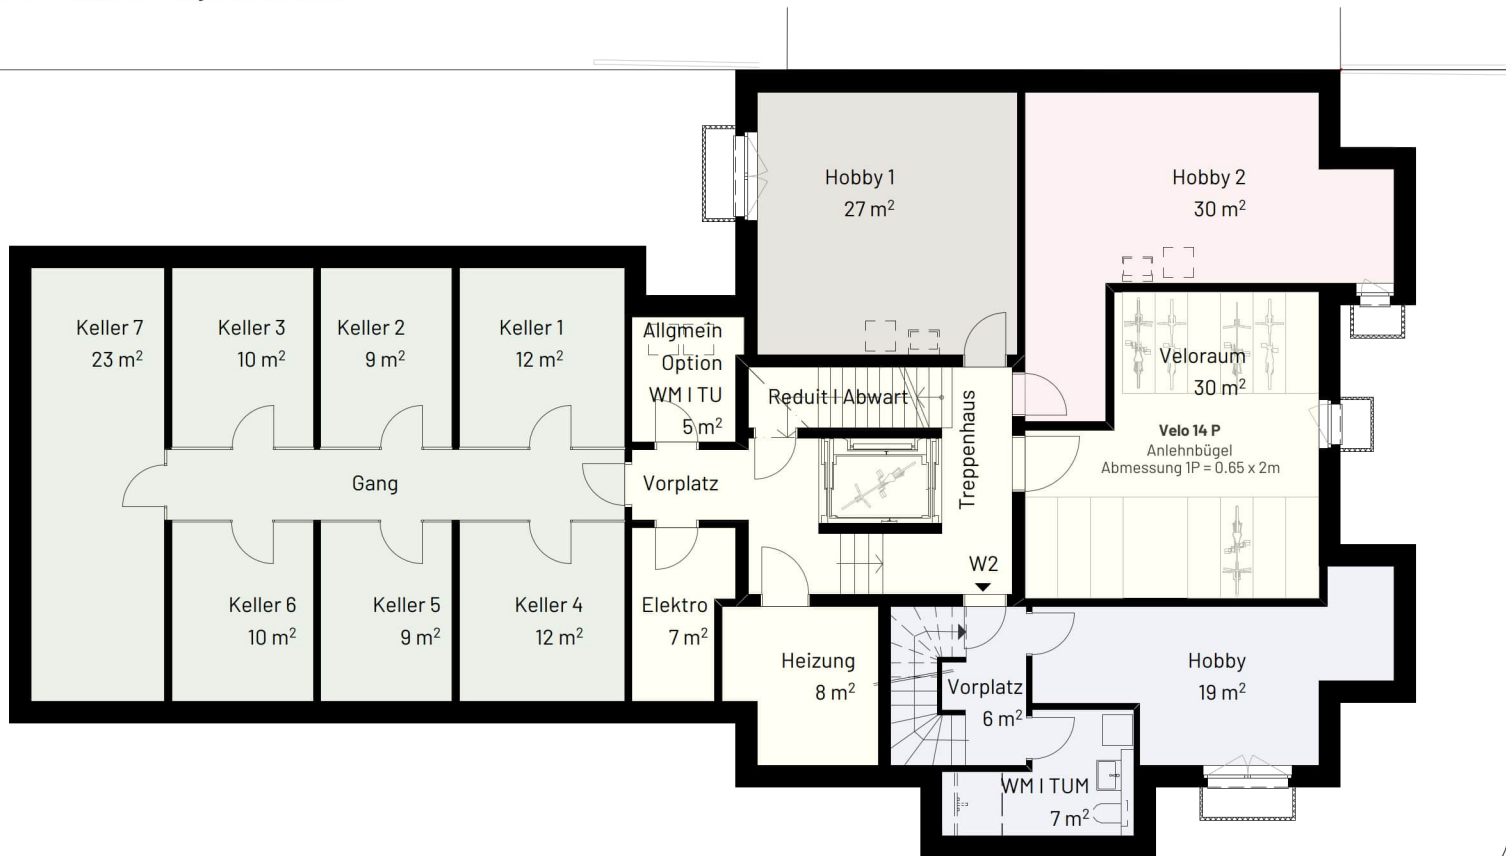 Hobby 1
27 m²
Hobby 2
30 m²
Keller 7
23 m²
Keller 3
10 m²
Keller 2
9 m²
Keller 1
12 m²
Allgmein
Option
WM I TU
5 m²
Reduit I Abwart
Treppenhaus
Veloraum
30 m²
Velo 14 P
Anlehnbügel
Abmessung 1P = 0.65 x 2m
Gang
Vorplatz
W2
Keller 6
10 m²
Keller 5
9 m²
Keller 4
12 m²
Elektro
7 m²
Heizung
8 m²
Vorplatz
6 m²
Hobby
19 m²
WM I TUM
7 m²